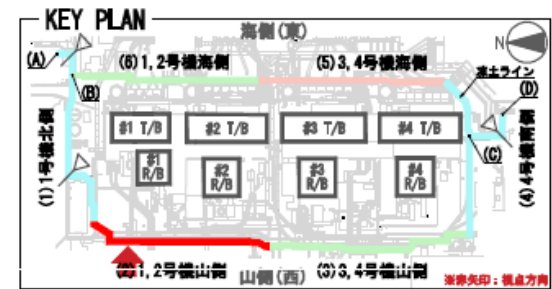 KEY PLAN
海側(東)
N
(A)
(6)1,2号機海側
(5)3,4号機海側
凍土ライン
(D)
(B)
#1 T/B
#2 T/B
#3 T/B
#4 T/B
(C)
(1)1号機北側
#1
R/B
#2
R/B
#3
R/B
#4
R/B
(4)4号機南側
(2)1,2号機山側
山側(西)
(3)3,4号機山側
※赤矢印:視点方向